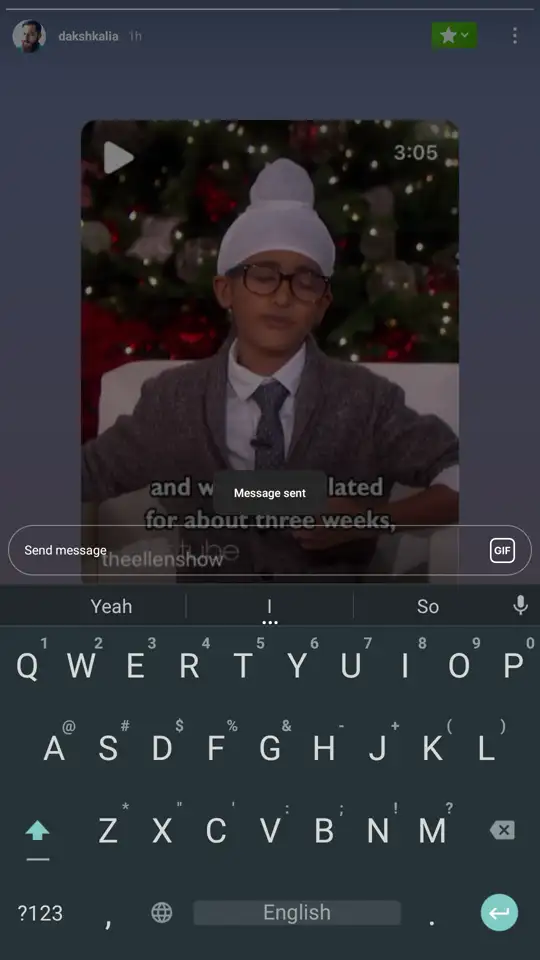 dakshkalia 1h
3:05
and w lated
Message sent
for about three weeks,
Send message
GIF
tube
theellenshow
Yeah I So
1 2 3 4 5 6 7 8 9 0
Q W E R T Y U I O P
@ # $ % & - + ( )
A S D F G H J K L
* " ' : ; ! ?
Z X C V B N M
?123 , English .